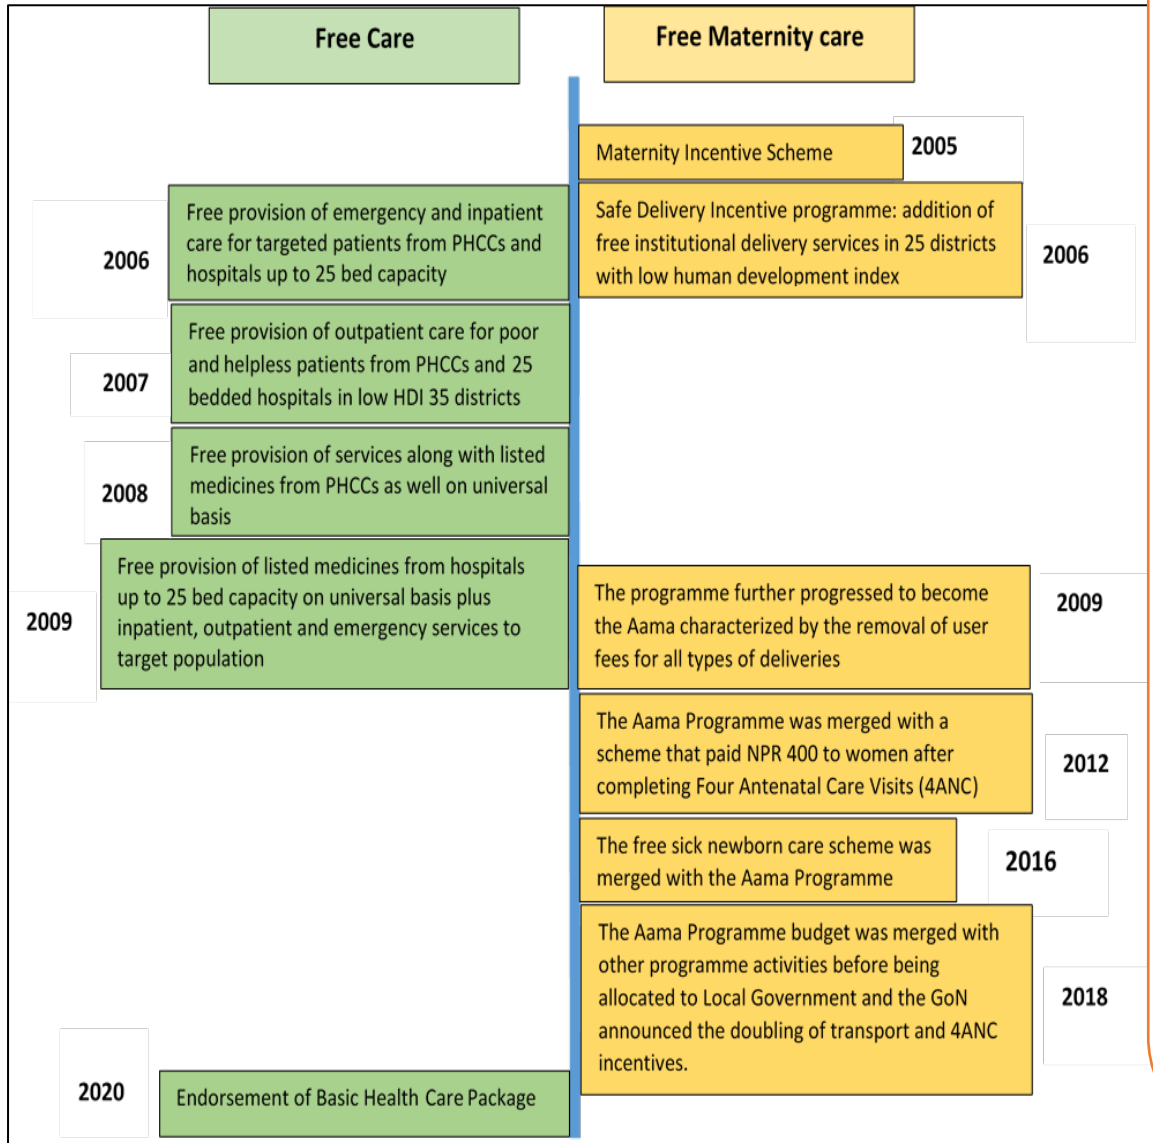 Free Care
Free Maternity care
Maternity Incentive Scheme
2005
2006
Free provision of emergency and inpatient
care for targeted patients from PHCCs and
hospitals up to 25 bed capacity
Safe Delivery Incentive programme: addition of
free institutional delivery services in 25 districts
with low human development index
2006
2007
Free provision of outpatient care for poor
and helpless patients from PHCCs and 25
bedded hospitals in low HDI 35 districts
2008
Free provision of services along with listed
medicines from PHCCs as well on universal
basis
2009
Free provision of listed medicines from hospitals
up to 25 bed capacity on universal basis plus
inpatient, outpatient and emergency services to
target population
The programme further progressed to become
the Aama characterized by the removal of user
fees for all types of deliveries
2009
The Aama Programme was merged with a
scheme that paid NPR 400 to women after
completing Four Antenatal Care Visits (4ANC)
2012
The free sick newborn care scheme was
merged with the Aama Programme
2016
The Aama Programme budget was merged with
other programme activities before being
allocated to Local Government and the GoN
announced the doubling of transport and 4ANC
incentives.
2018
2020
Endorsement of Basic Health Care Package